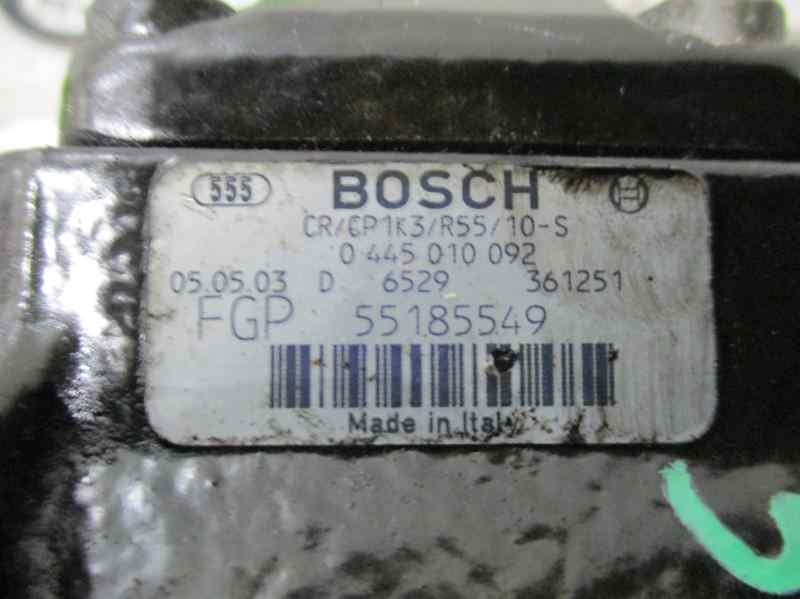 555 BOSCH
CR/CP1K3/R55/10-S
0 445 010 092
05.05.03 D 6529 361251
FGP 55185549
Made in Italy